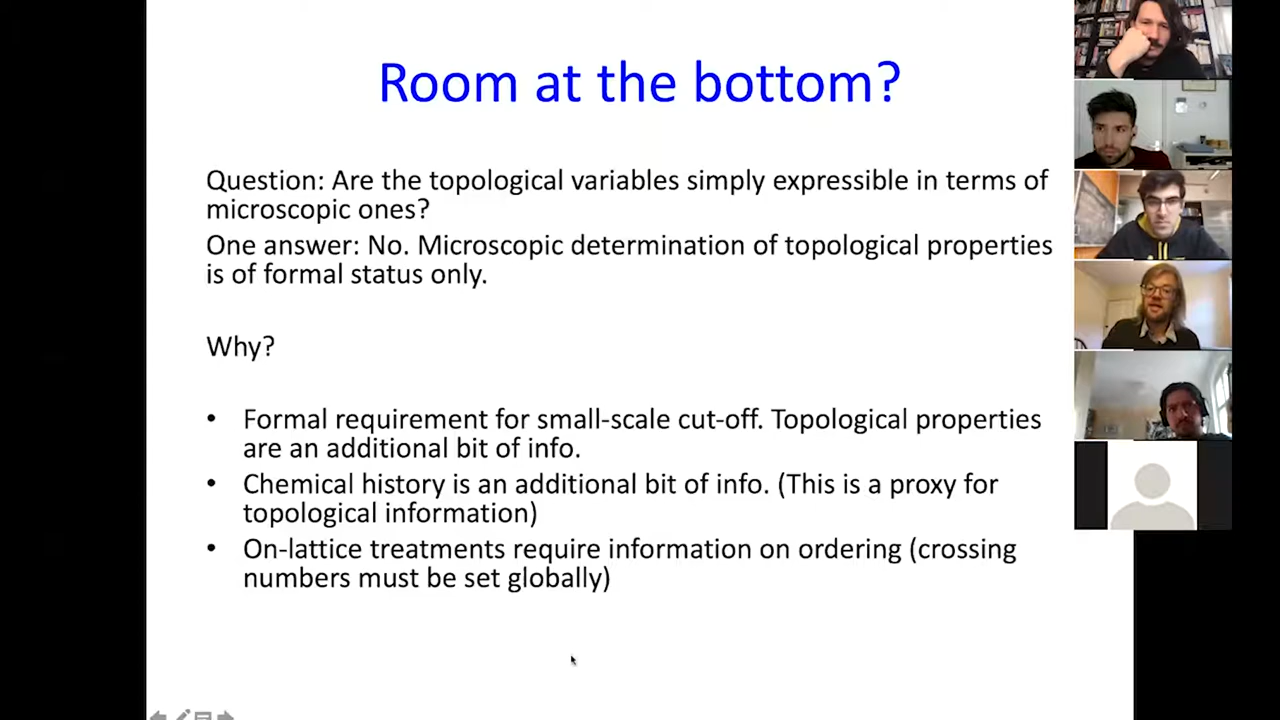 Room at the bottom?
Question: Are the topological variables simply expressible in terms of
microscopic ones?
One answer: No. Microscopic determination of topological properties
is of formal status only.
Why?
• Formal requirement for small-scale cut-off. Topological properties
are an additional bit of info.
• Chemical history is an additional bit of info. (This is a proxy for
topological information)
• On-lattice treatments require information on ordering (crossing
numbers must be set globally)